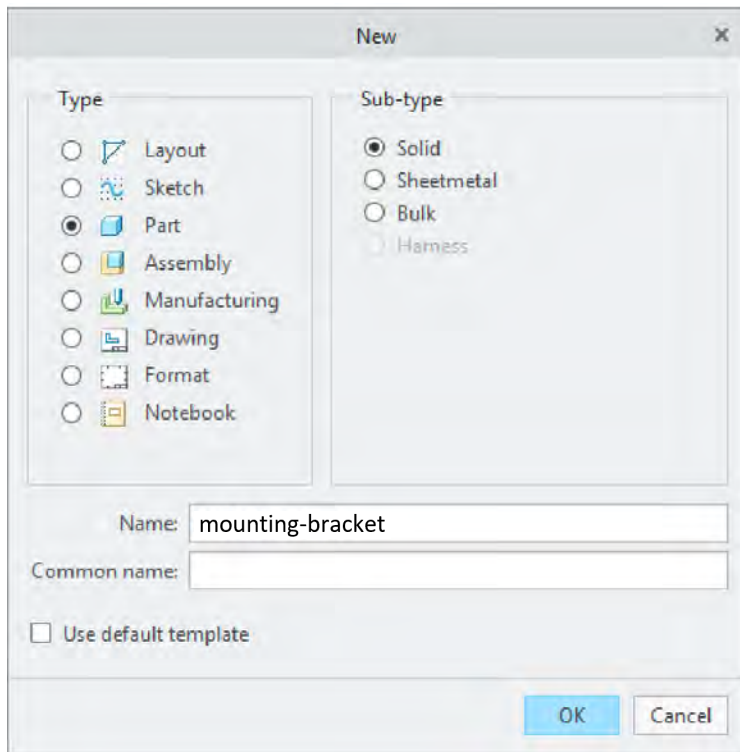 New
Type
Layout
Sketch
Part
Assembly
Manufacturing
Drawing
Format
Notebook
Sub-type
Solid
Sheetmetal
Bulk
Harness
Name: mounting-bracket
Common name:
Use default template
OK Cancel